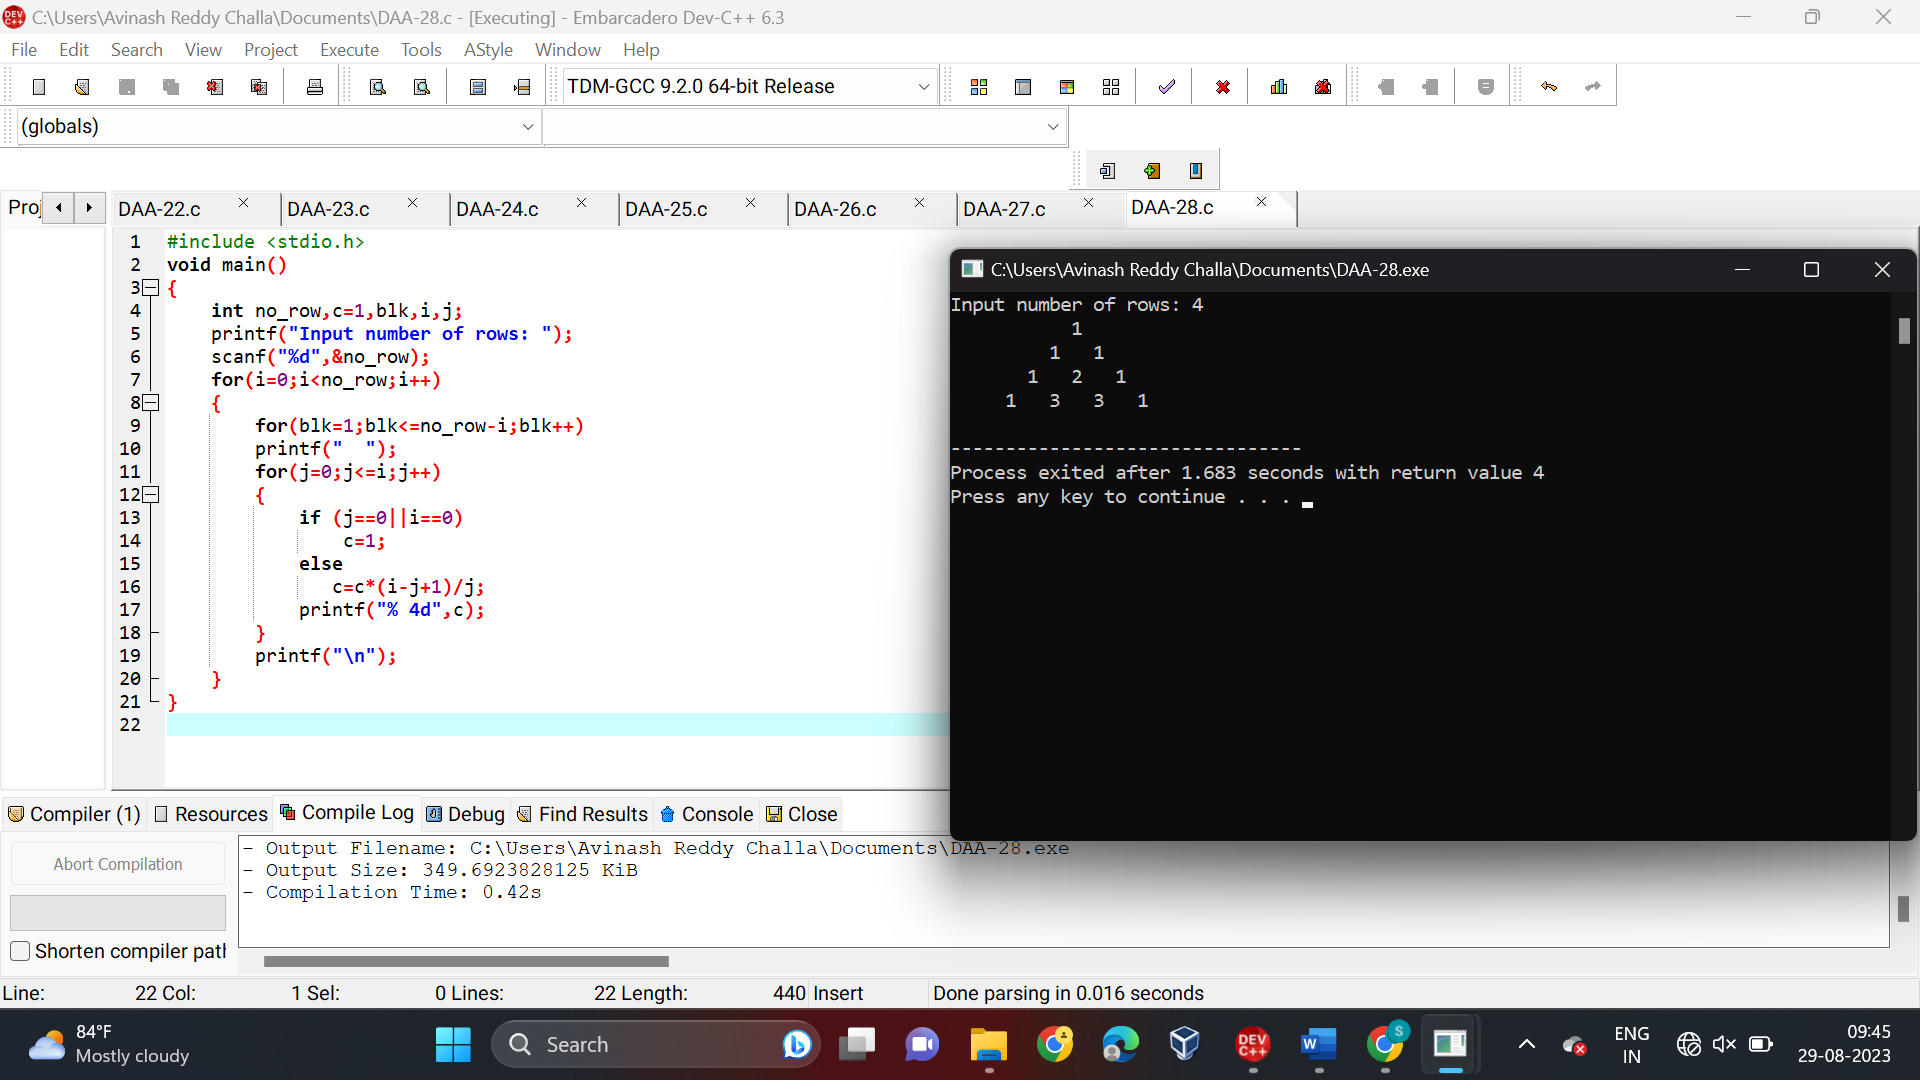 C:\Users\Avinash Reddy Challa\Documents\DAA-28.c - [Executing] - Embarcadero Dev-C++ 6.3
File Edit Search View Project Execute Tools AStyle Window Help
TDM-GCC 9.2.0 64-bit Release
(globals)
Proj
DAA-22.c DAA-23.c DAA-24.c DAA-25.c DAA-26.c DAA-27.c DAA-28.c
1 #include <stdio.h>
2 void main()
3 {
4     int no_row,c=1,blk,i,j;
5     printf("Input number of rows: ");
6     scanf("%d",&no_row);
7     for(i=0;i<no_row;i++)
8     {
9         for(blk=1;blk<=no_row-i;blk++)
10         printf("  ");
11         for(j=0;j<=i;j++)
12         {
13             if (j==0||i==0)
14                 c=1;
15             else
16                c=c*(i-j+1)/j;
17             printf("% 4d",c);
18         }
19         printf("\n");
20     }
21 }
22
C:\Users\Avinash Reddy Challa\Documents\DAA-28.exe
Input number of rows: 4
           1
         1   1
       1   2   1
     1   3   3   1
--------------------------------
Process exited after 1.683 seconds with return value 4
Press any key to continue . . .
Compiler (1) Resources Compile Log Debug Find Results Console Close
Abort Compilation
Shorten compiler path
- Output Filename: C:\Users\Avinash Reddy Challa\Documents\DAA-28.exe
- Output Size: 349.6923828125 KiB
- Compilation Time: 0.42s
Line: 22 Col: 1 Sel: 0 Lines: 22 Length: 440 Insert Done parsing in 0.016 seconds
84°F
Mostly cloudy
Search
DEV C++
W
S
ENG
IN
09:45
29-08-2023